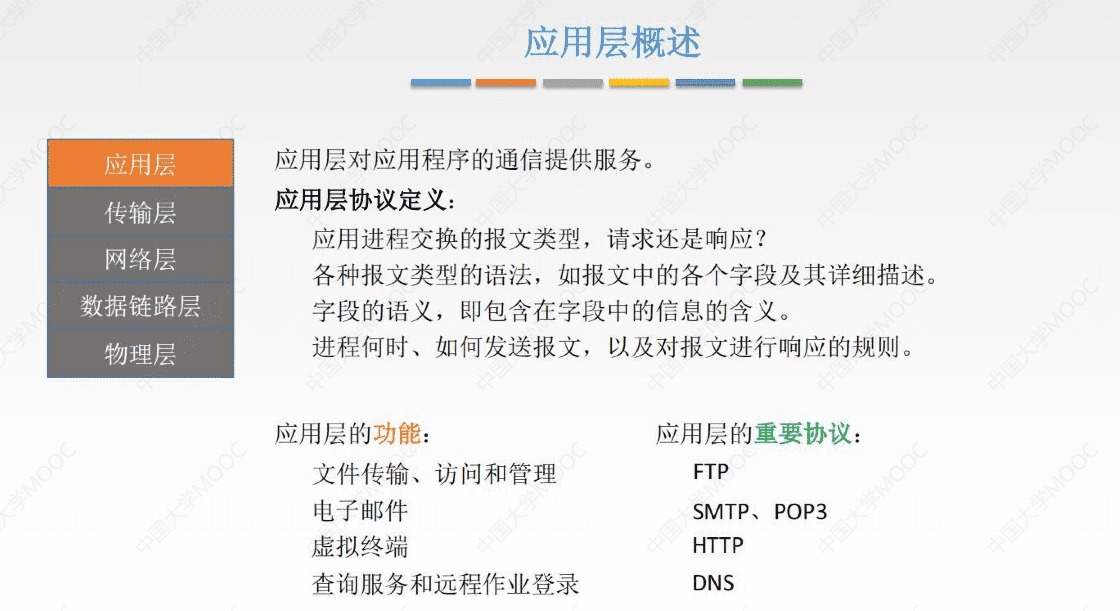 应用层概述
应用层
传输层
网络层
数据链路层
物理层
应用层对应用程序的通信提供服务。
应用层协议定义：
应用进程交换的报文类型，请求还是响应？
各种报文类型的语法，如报文中的各个字段及其详细描述。
字段的语义，即包含在字段中的信息的含义。
进程何时、如何发送报文，以及对报文进行响应的规则。
应用层的功能：
文件传输、访问和管理
电子邮件
虚拟终端
查询服务和远程作业登录
应用层的重要协议：
FTP
SMTP、POP3
HTTP
DNS
中国大学MOOC